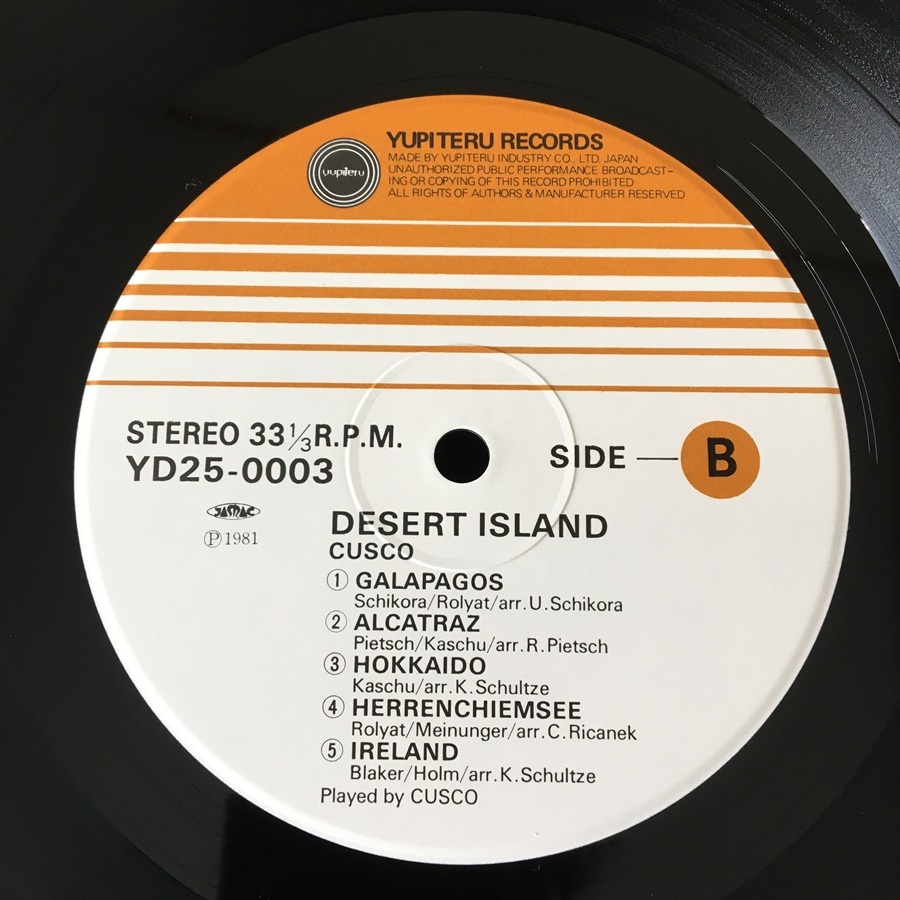 YUPITERU RECORDS
MADE BY YUPITERU INDUSTRY CO., LTD. JAPAN
UNAUTHORIZED PUBLIC PERFORMANCE BROADCAST-
ING OR COPYING OF THIS RECORD PROHIBITED
ALL RIGHTS OF AUTHORS & MANUFACTURER RESERVED
yupiteru
STEREO 33⅓R.P.M.
YD25-0003
SIDE — B
JASRAC
Ⓟ1981
DESERT ISLAND
CUSCO
① GALAPAGOS
Schikora/Rolyat/arr.U.Schikora
② ALCATRAZ
Pietsch/Kaschu/arr.R.Pietsch
③ HOKKAIDO
Kaschu/arr.K.Schultze
④ HERRENCHIEMSEE
Rolyat/Meinunger/arr.C.Ricanek
⑤ IRELAND
Blaker/Holm/arr.K.Schultze
Played by CUSCO